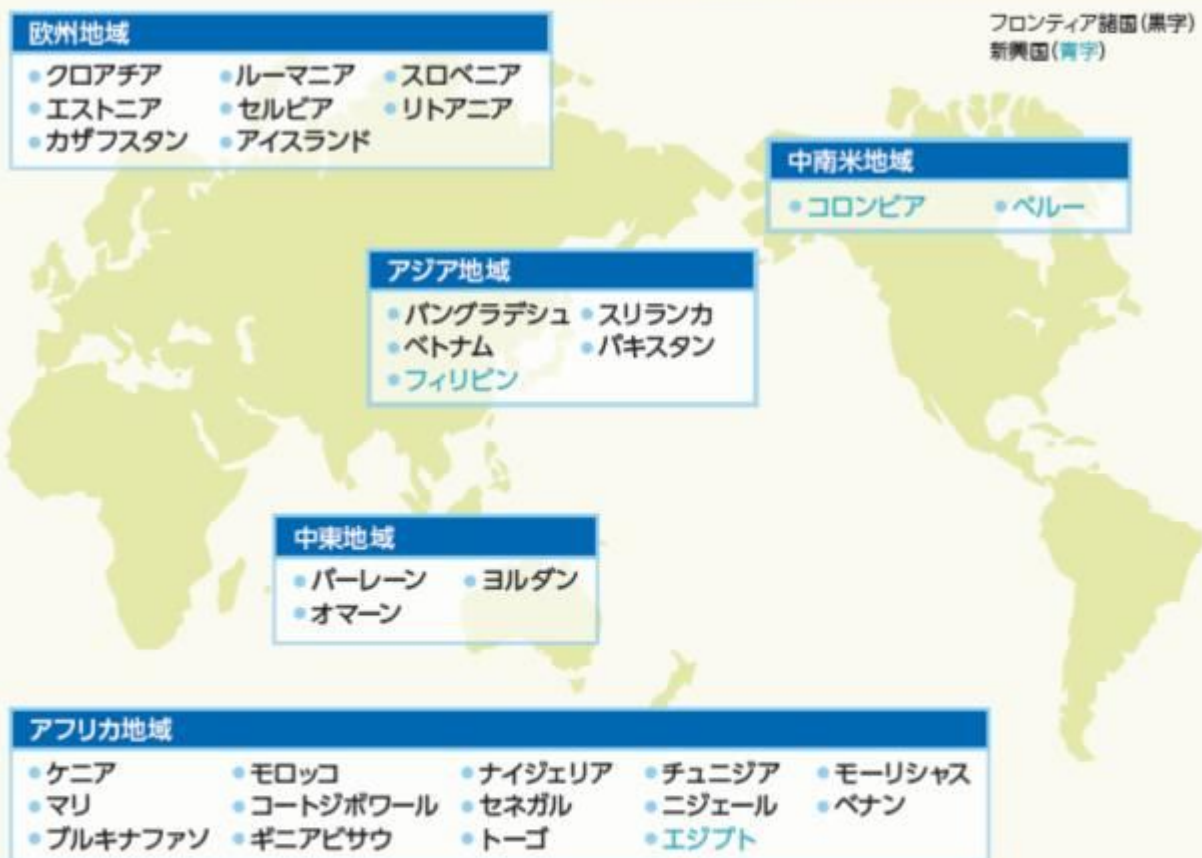 フロンティア諸国(黒字)
新興国(青字)
欧州地域
•クロアチア •ルーマニア •スロベニア
•エストニア •セルビア •リトアニア
•カザフスタン •アイスランド
中南米地域
•コロンビア •ペルー
アジア地域
•バングラデシュ •スリランカ
•ベトナム •パキスタン
•フィリピン
中東地域
•バーレーン •ヨルダン
•オマーン
アフリカ地域
•ケニア •モロッコ •ナイジェリア •チュニジア •モーリシャス
•マリ •コートジボワール •セネガル •ニジェール •ベナン
•ブルキナファソ •ギニアビサウ •トーゴ •エジプト